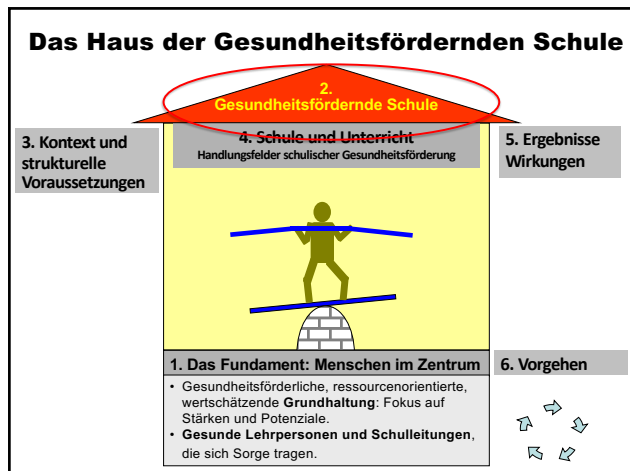 Das Haus der Gesundheitsfördernden Schule
2.
Gesundheitsfördernde Schule
3. Kontext und
strukturelle
Voraussetzungen
4. Schule und Unterricht
Handlungsfelder schulischer Gesundheitsförderung
5. Ergebnisse
Wirkungen
1. Das Fundament: Menschen im Zentrum
• Gesundheitsförderliche, ressourcenorientierte,
wertschätzende Grundhaltung: Fokus auf
Stärken und Potenziale.
• Gesunde Lehrpersonen und Schulleitungen,
die sich Sorge tragen.
6. Vorgehen